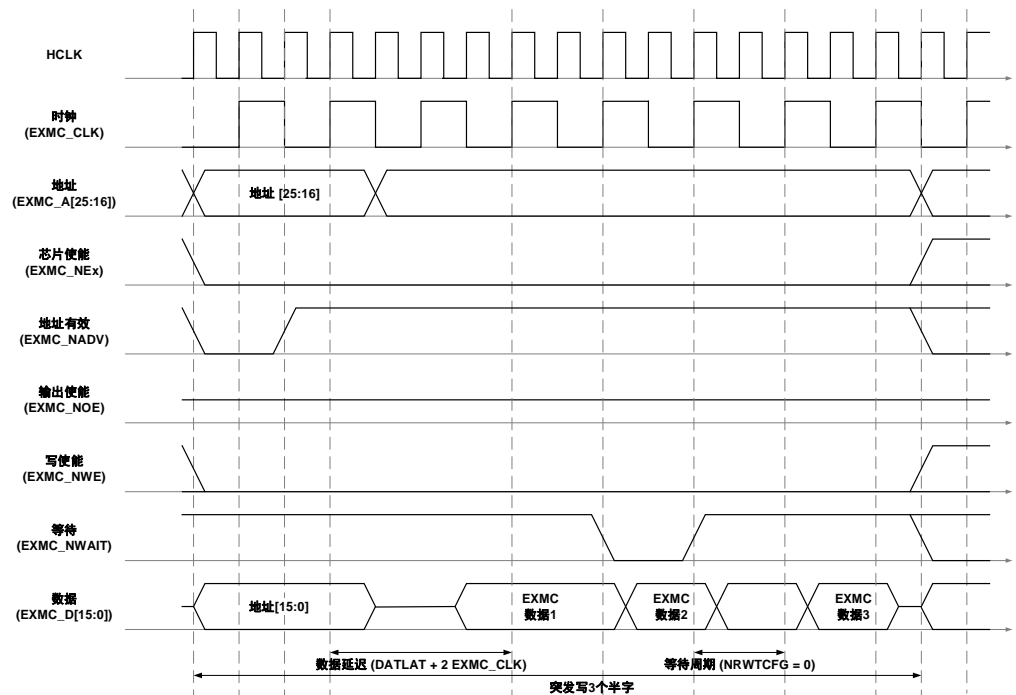 HCLK
时钟
(EXMC_CLK)
地址
(EXMC_A[25:16])
地址 [25:16]
芯片使能
(EXMC_NEx)
地址有效
(EXMC_NADV)
输出使能
(EXMC_NOE)
写使能
(EXMC_NWE)
等待
(EXMC_NWAIT)
数据
(EXMC_D[15:0])
地址[15:0]
EXMC
数据1
EXMC
数据2
EXMC
数据3
数据延迟 (DATLAT + 2 EXMC_CLK)
等待周期 (NRWTCFG = 0)
突发写3个半字